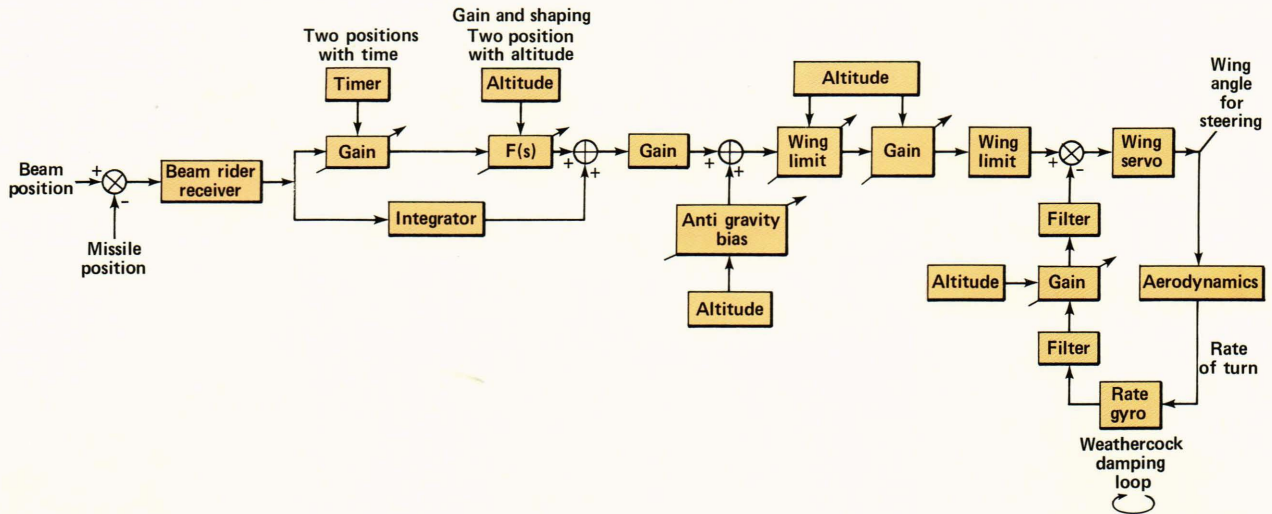 Two positions
with time
Gain and shaping
Two position
with altitude
Timer
Altitude
Altitude
Wing
angle
for
steering
Beam
position
+
-
Missile
position
Beam rider
receiver
Gain
F(s)
+
+
Integrator
Gain
+
+
Anti gravity
bias
Altitude
Wing
limit
Gain
Wing
limit
+
-
Wing
servo
Filter
Altitude
Gain
Filter
Aerodynamics
Rate
of turn
Rate
gyro
Weathercock
damping
loop